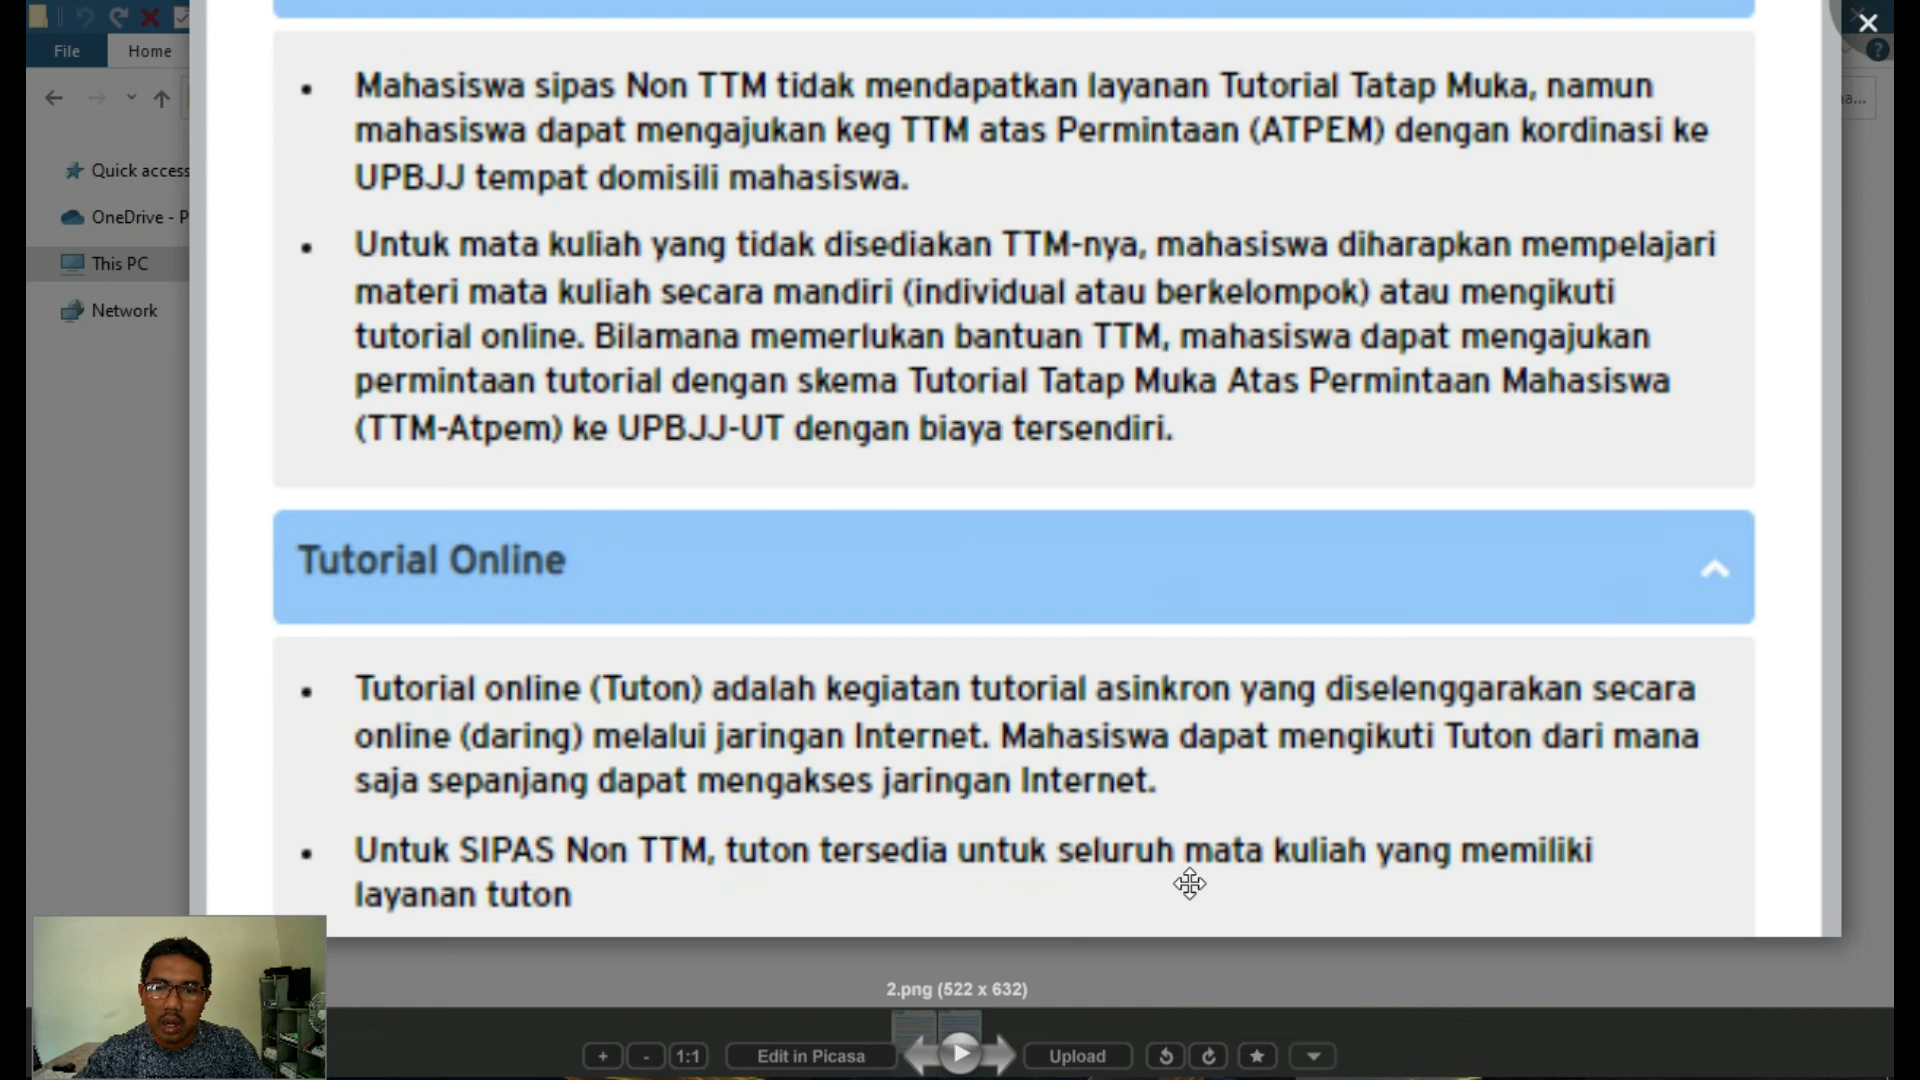 File
Home
Quick access
OneDrive - P
This PC
Network
Mahasiswa sipas Non TTM tidak mendapatkan layanan Tutorial Tatap Muka, namun
mahasiswa dapat mengajukan keg TTM atas Permintaan (ATPEM) dengan kordinasi ke
UPBJJ tempat domisili mahasiswa.
Untuk mata kuliah yang tidak disediakan TTM-nya, mahasiswa diharapkan mempelajari
materi mata kuliah secara mandiri (individual atau berkelompok) atau mengikuti
tutorial online. Bilamana memerlukan bantuan TTM, mahasiswa dapat mengajukan
permintaan tutorial dengan skema Tutorial Tatap Muka Atas Permintaan Mahasiswa
(TTM-Atpem) ke UPBJJ-UT dengan biaya tersendiri.
Tutorial Online
Tutorial online (Tuton) adalah kegiatan tutorial asinkron yang diselenggarakan secara
online (daring) melalui jaringan Internet. Mahasiswa dapat mengikuti Tuton dari mana
saja sepanjang dapat mengakses jaringan Internet.
Untuk SIPAS Non TTM, tuton tersedia untuk seluruh mata kuliah yang memiliki
layanan tuton
2.png (522 x 632)
+ - 1:1 Edit in Picasa Upload